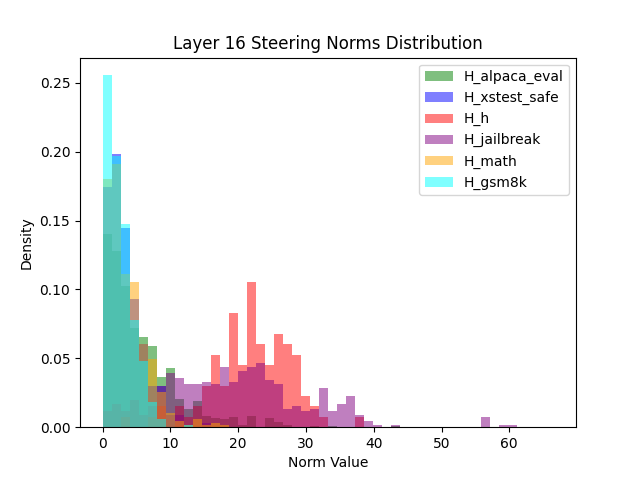 Layer 16 Steering Norms Distribution
0.25
0.20
0.15
0.10
0.05
0.00
Density
H_alpaca_eval
H_xstest_safe
H_h
H_jailbreak
H_math
H_gsm8k
0 10 20 30 40 50 60
Norm Value